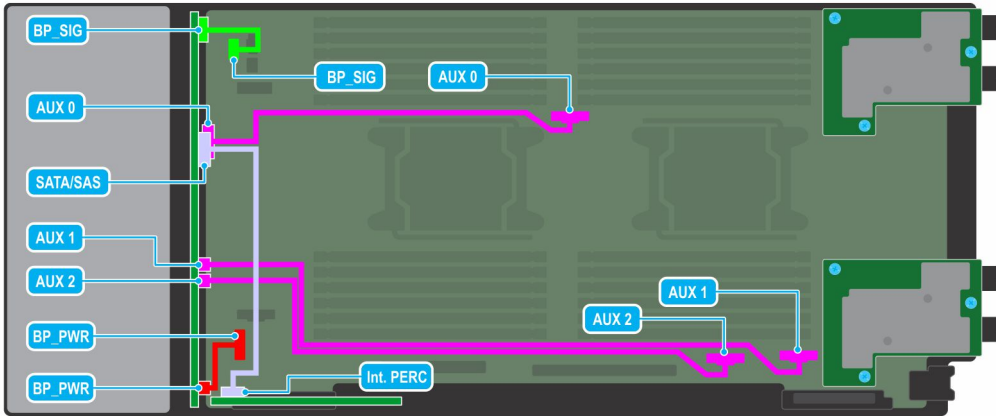 BP_SIG
BP_SIG
AUX 0
AUX 0
SATA/SAS
AUX 1
AUX 2
AUX 1
AUX 2
BP_PWR
BP_PWR
Int. PERC